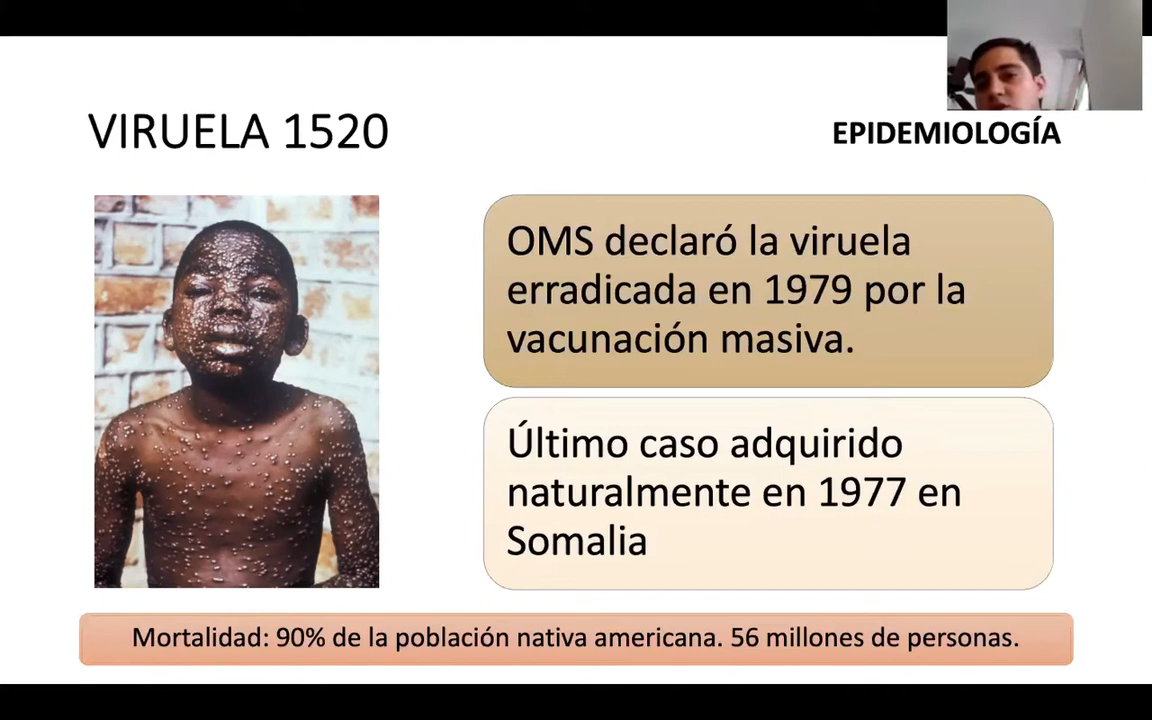 VIRUELA 1520
EPIDEMIOLOGÍA
OMS declaró la viruela
erradicada en 1979 por la
vacunación masiva.
Último caso adquirido
naturalmente en 1977 en
Somalia
Mortalidad: 90% de la población nativa americana. 56 millones de personas.